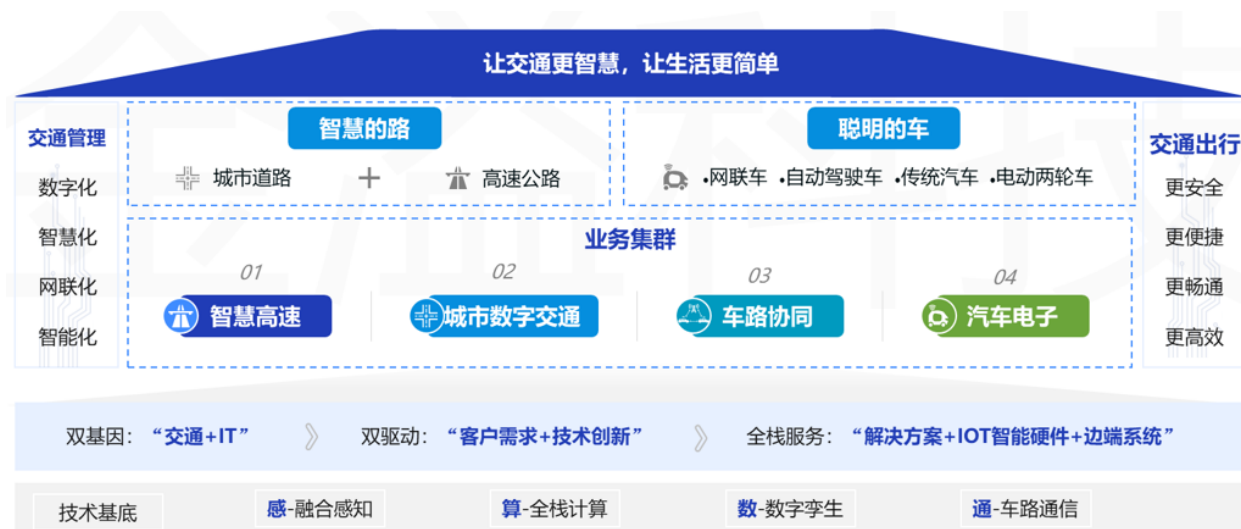 让交通更智慧，让生活更简单
交通管理
数字化
智慧化
网联化
智能化
智慧的路
城市道路 + 高速公路
聪明的车
•网联车 •自动驾驶车 •传统汽车 •电动两轮车
业务集群
01
智慧高速
02
城市数字交通
03
车路协同
04
汽车电子
交通出行
更安全
更便捷
更畅通
更高效
双基因：“交通+IT” 》 双驱动：“客户需求+技术创新” 》 全栈服务：“解决方案+IOT智能硬件+边端系统”
技术基底 感-融合感知 算-全栈计算 数-数字孪生 通-车路通信